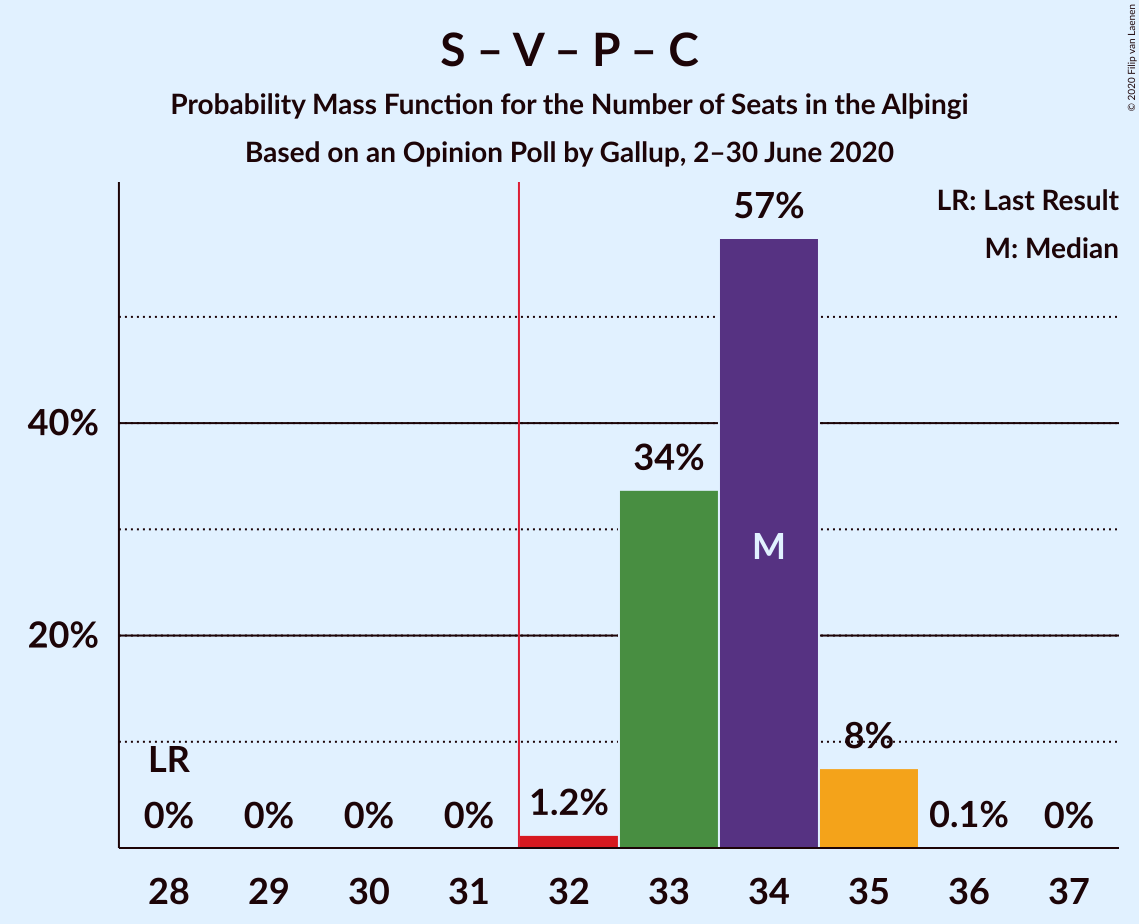 S – V – P – C
Probability Mass Function for the Number of Seats in the Alþingi
Based on an Opinion Poll by Gallup, 2–30 June 2020
© 2020 Filip van Laenen
LR: Last Result
M: Median
57%
40%
34%
M
20%
8%
LR
0% 0% 0% 0% 1.2% 0.1% 0%
28 29 30 31 32 33 34 35 36 37